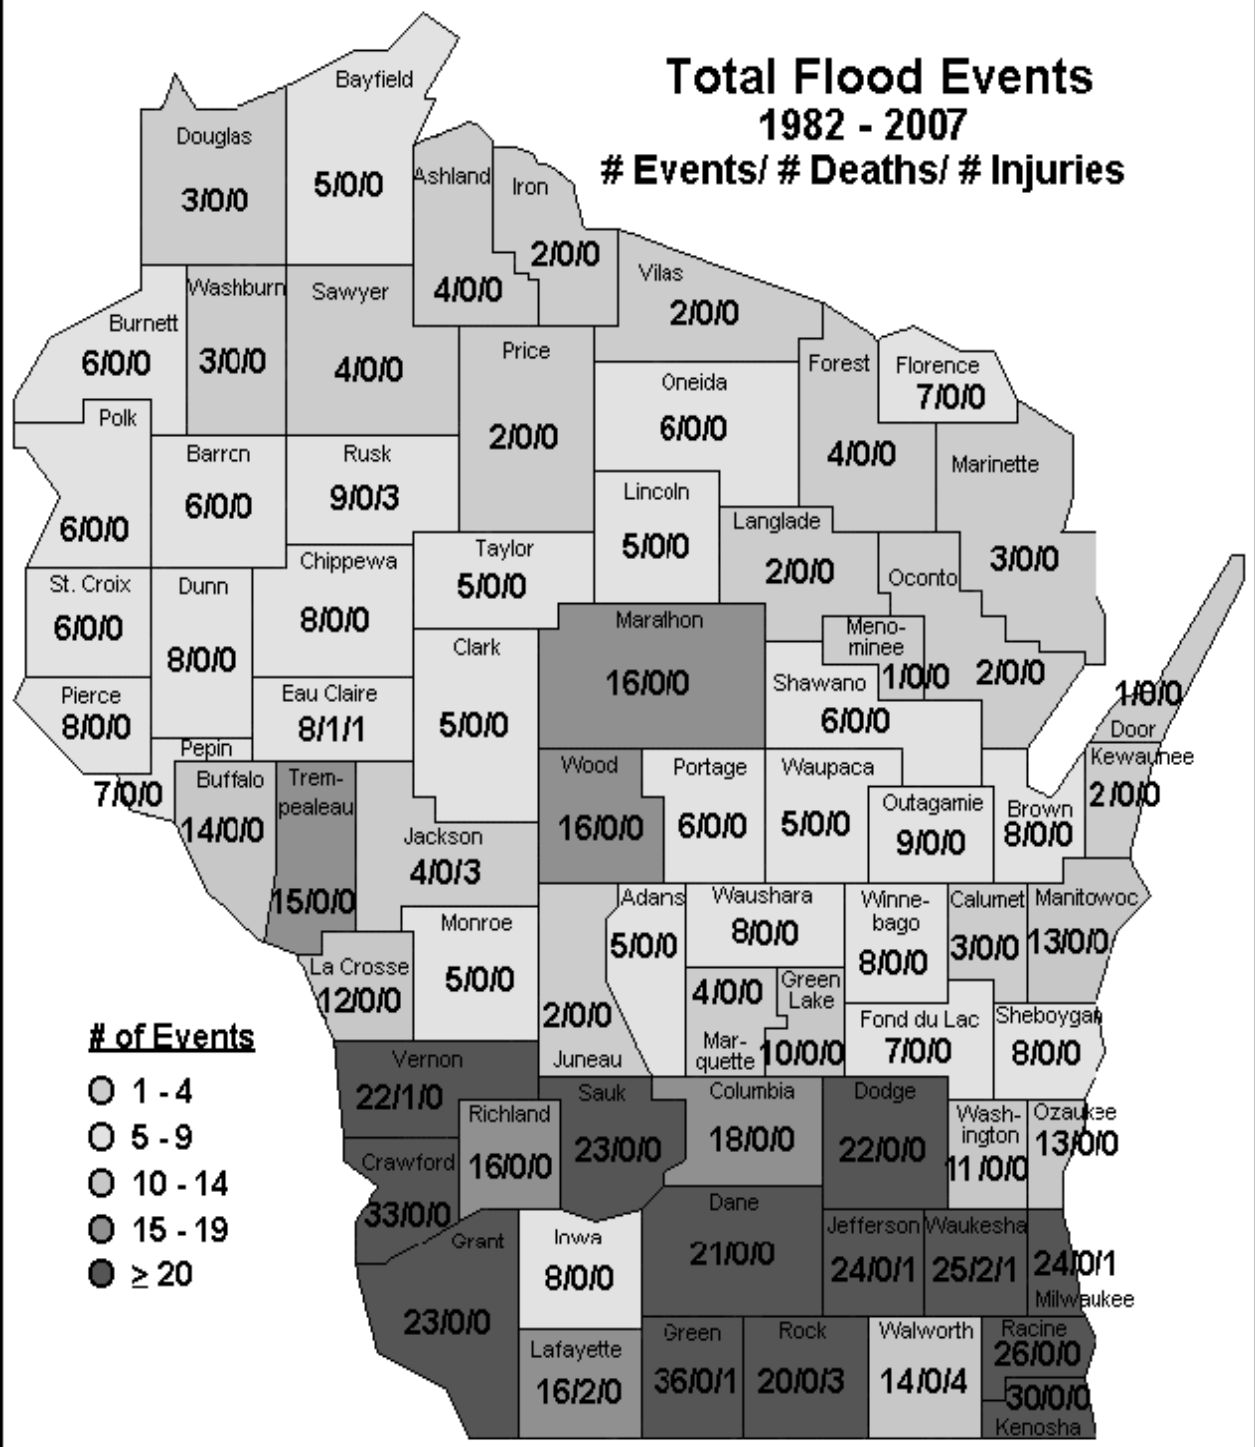 Total Flood Events
1982 - 2007
# Events/ # Deaths/ # Injuries
Bayfield
5/0/0
Douglas
3/0/0
Ashland
4/0/0
Iron
2/0/0
Vilas
2/0/0
Washburn
3/0/0
Sawyer
4/0/0
Burnett
6/0/0
Price
2/0/0
Oneida
6/0/0
Forest
4/0/0
Florence
7/0/0
Polk
6/0/0
Barrcn
6/0/0
Rusk
9/0/3
Lincoln
5/0/0
Langlade
2/0/0
Marinette
3/0/0
Oconto
2/0/0
Taylor
5/0/0
Chippewa
8/0/0
St. Croix
6/0/0
Dunn
8/0/0
Marathon
16/0/0
Meno-
minee
1/0/0
Clark
5/0/0
Shawano
6/0/0
Pierce
8/0/0
Eau Claire
8/1/1
1/0/0
Door
Pepin
7/0/0
Buffalo
14/0/0
Trem-
pealeau
15/0/0
Wood
16/0/0
Portage
6/0/0
Waupaca
5/0/0
Outagamie
9/0/0
Brown
8/0/0
Kewaunee
2/0/0
Jackson
4/0/3
Monroe
5/0/0
Adans
5/0/0
Waushara
8/0/0
Winne-
bago
8/0/0
Calumet
3/0/0
Manitowoc
13/0/0
La Crosse
12/0/0
2/0/0
Juneau
4/0/0
Mar-
quette
Green
Lake
10/0/0
Fond du Lac
7/0/0
Sheboygan
8/0/0
# of Events
1 - 4
5 - 9
10 - 14
15 - 19
≥ 20
Vernon
22/1/0
Richland
16/0/0
Sauk
23/0/0
Columbia
18/0/0
Dodge
22/0/0
Wash-
ington
11/0/0
Ozaukee
13/0/0
Crawford
33/0/0
Grant
23/0/0
Iowa
8/0/0
Dane
21/0/0
Jefferson
24/0/1
Waukesha
25/2/1
24/0/1
Milwaukee
Lafayette
16/2/0
Green
36/0/1
Rock
20/0/3
Walworth
14/0/4
Racine
26/0/0
30/0/0
Kenosha